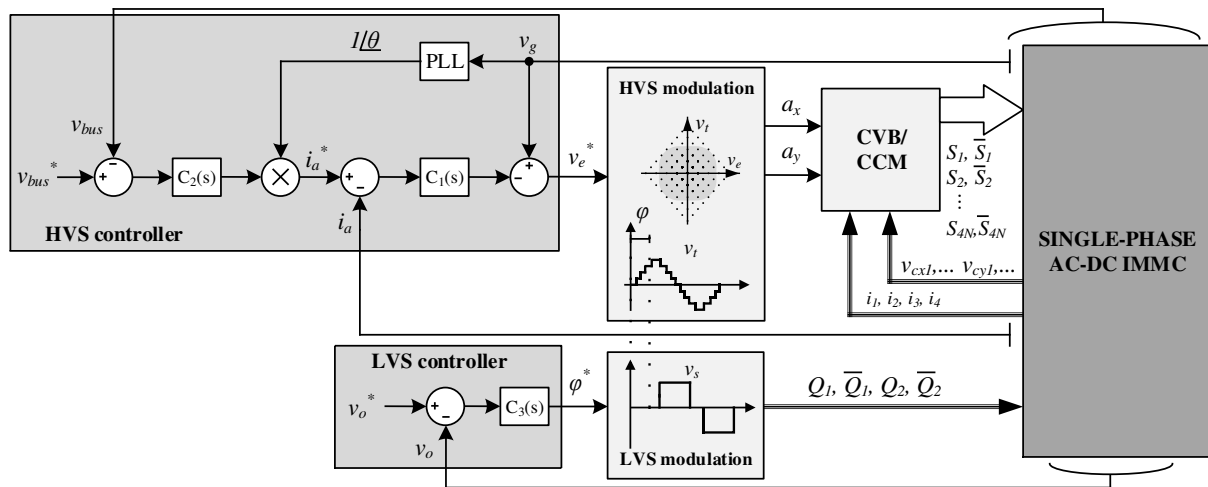 1/θ
v_g
PLL
v_bus
v_bus*
C₂(s)
i_a*
C₁(s)
v_e*
i_a
HVS controller
HVS modulation
v_t
v_e
φ
v_t
a_x
a_y
CVB/
CCM
S₁, S̅₁
S₂, S̅₂
⋮
S_4N, S̅_4N
v_cx1,... v_cy1,...
i₁, i₂, i₃, i₄
SINGLE-PHASE
AC-DC IMMC
LVS controller
v_o*
C₃(s)
φ*
v_o
v_s
LVS modulation
Q₁, Q̅₁, Q₂, Q̅₂